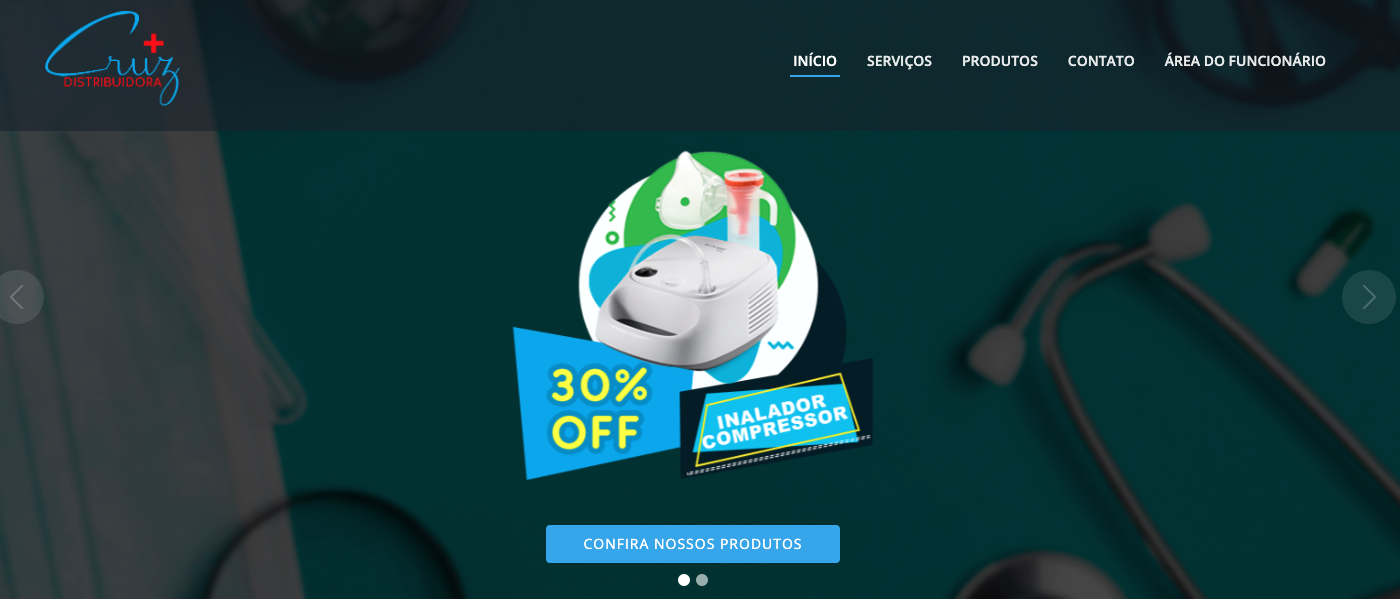 Cruz
DISTRIBUIDORA
INÍCIO SERVIÇOS PRODUTOS CONTATO ÁREA DO FUNCIONÁRIO
30%
OFF
INALADOR
COMPRESSOR
CONFIRA NOSSOS PRODUTOS